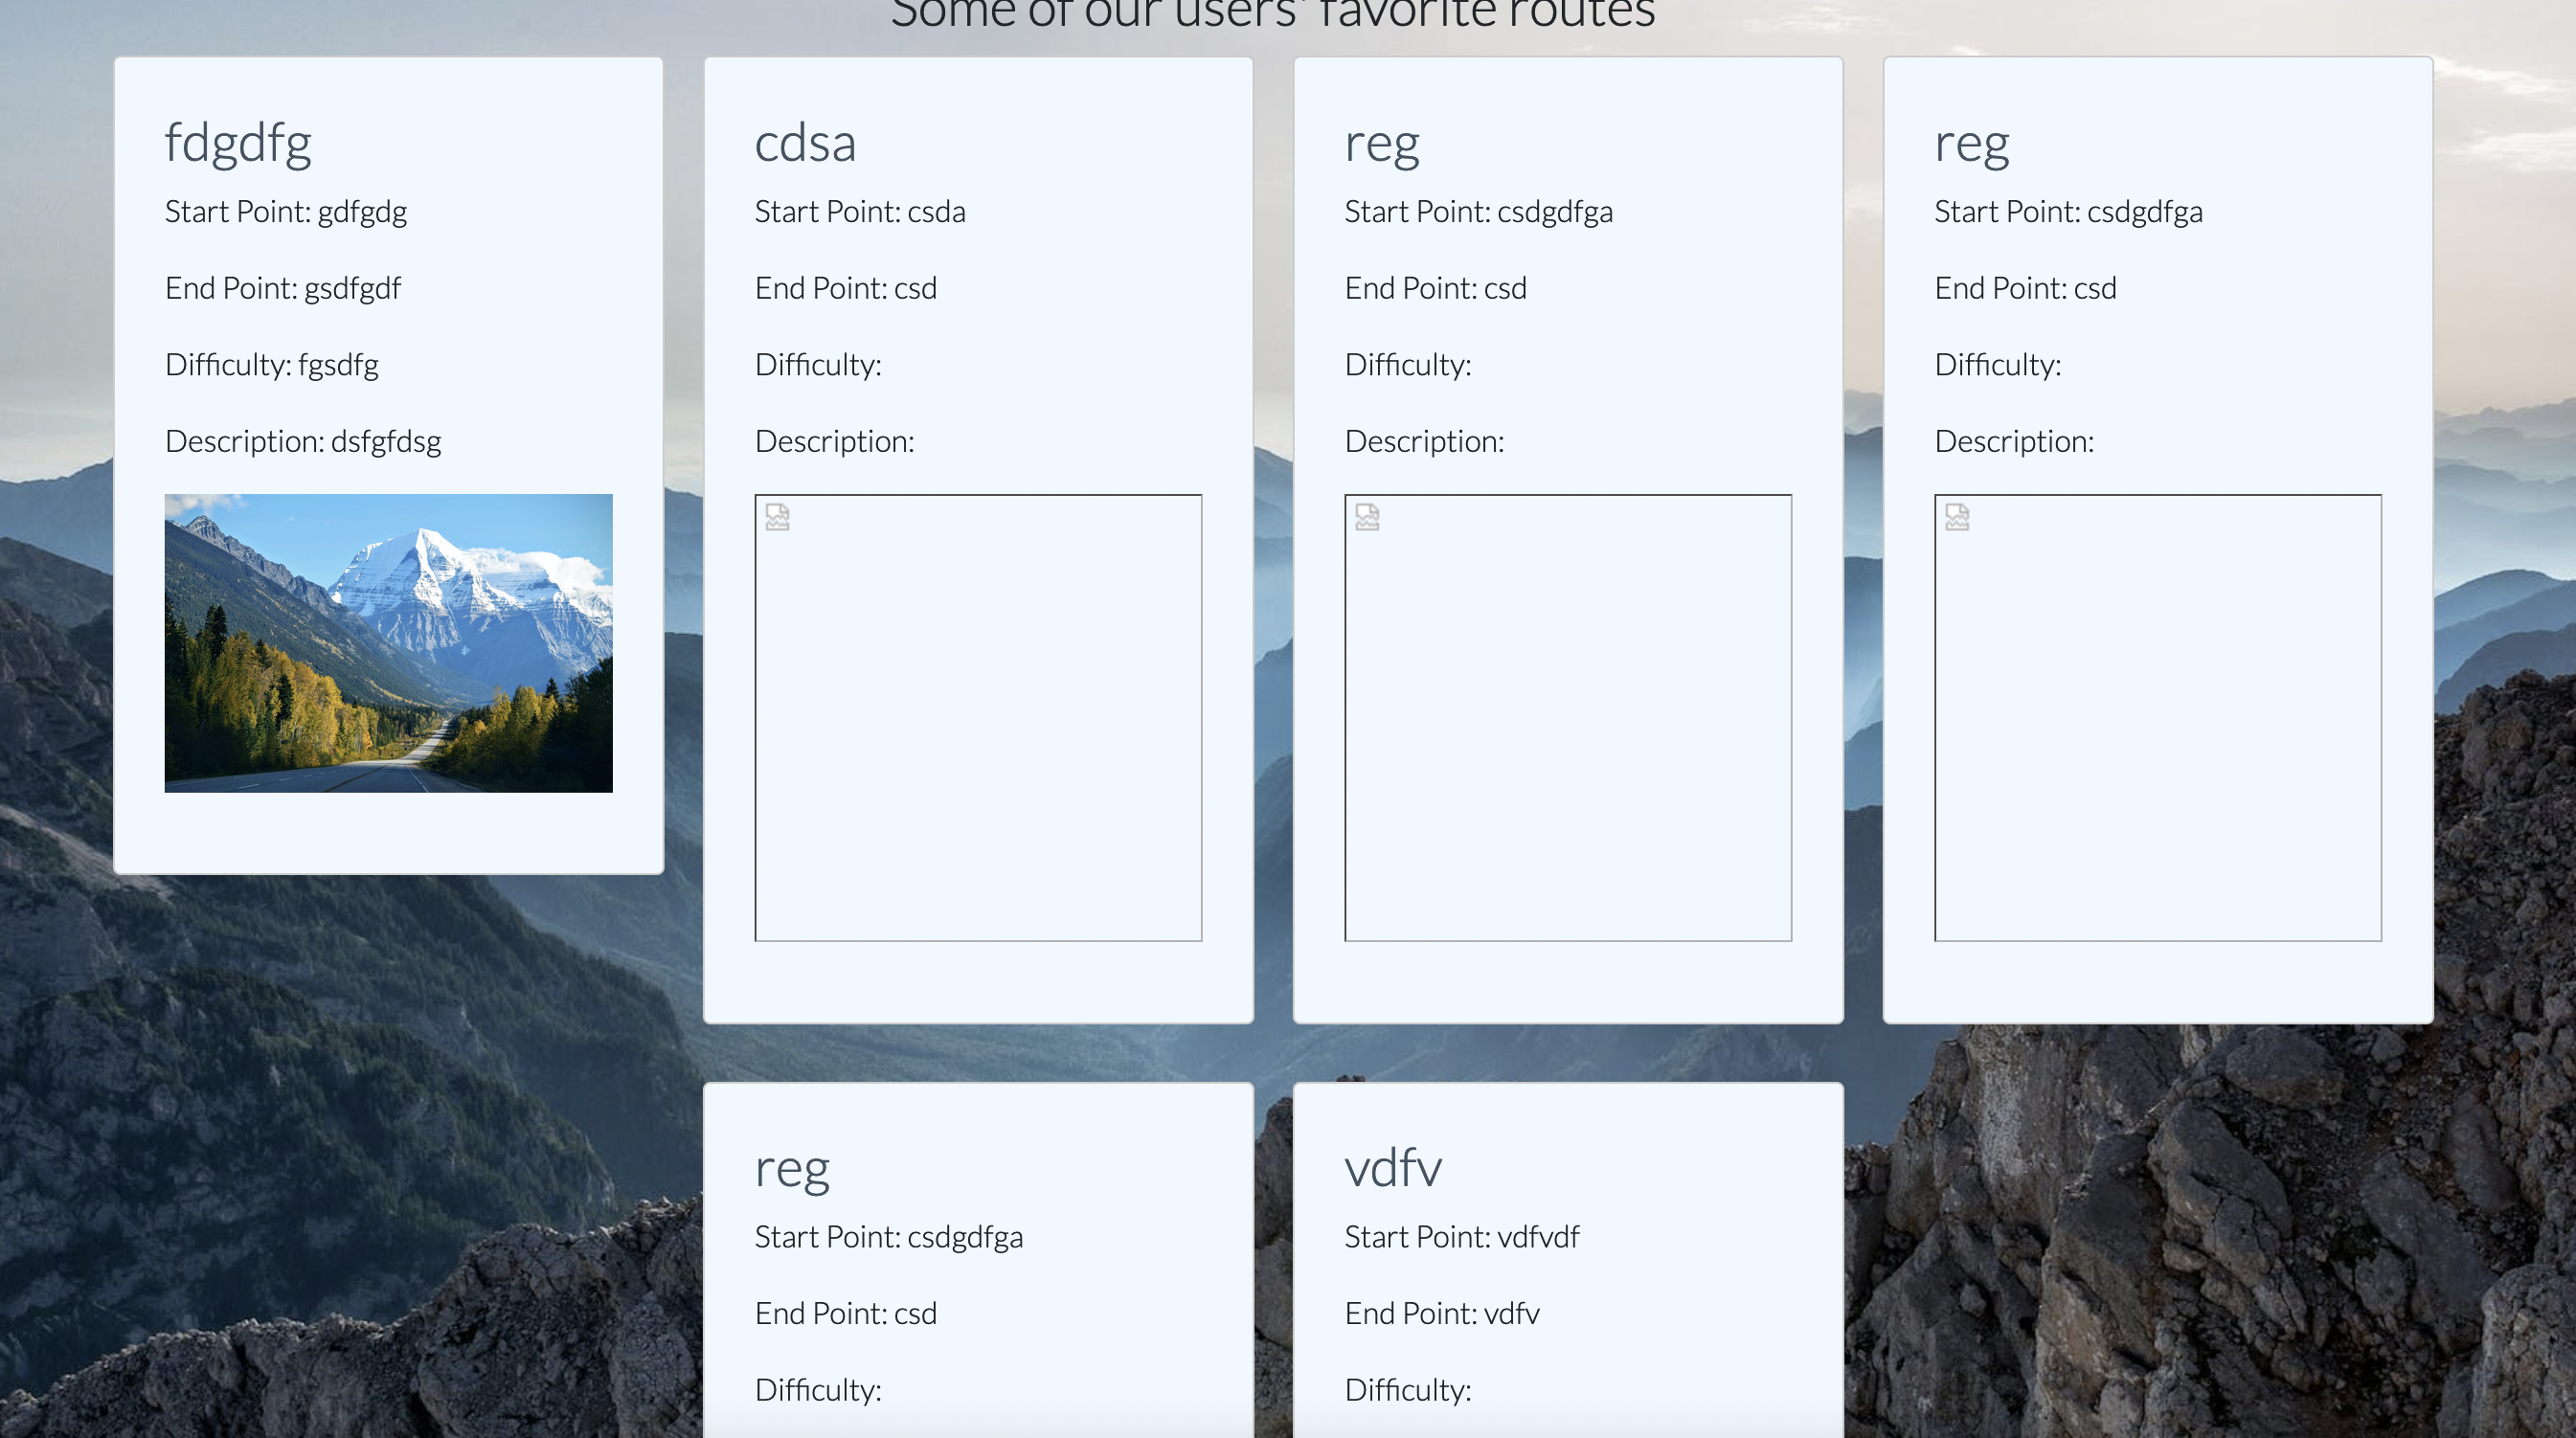 Some of our users' favorite routes
fdgdfg
Start Point: gdfgdg
End Point: gsdfgdf
Difficulty: fgsdfg
Description: dsfgfdsg
cdsa
Start Point: csda
End Point: csd
Difficulty:
Description:
reg
Start Point: csdgdfga
End Point: csd
Difficulty:
Description:
reg
Start Point: csdgdfga
End Point: csd
Difficulty:
Description:
reg
Start Point: csdgdfga
End Point: csd
Difficulty:
vdfv
Start Point: vdfvdf
End Point: vdfv
Difficulty: